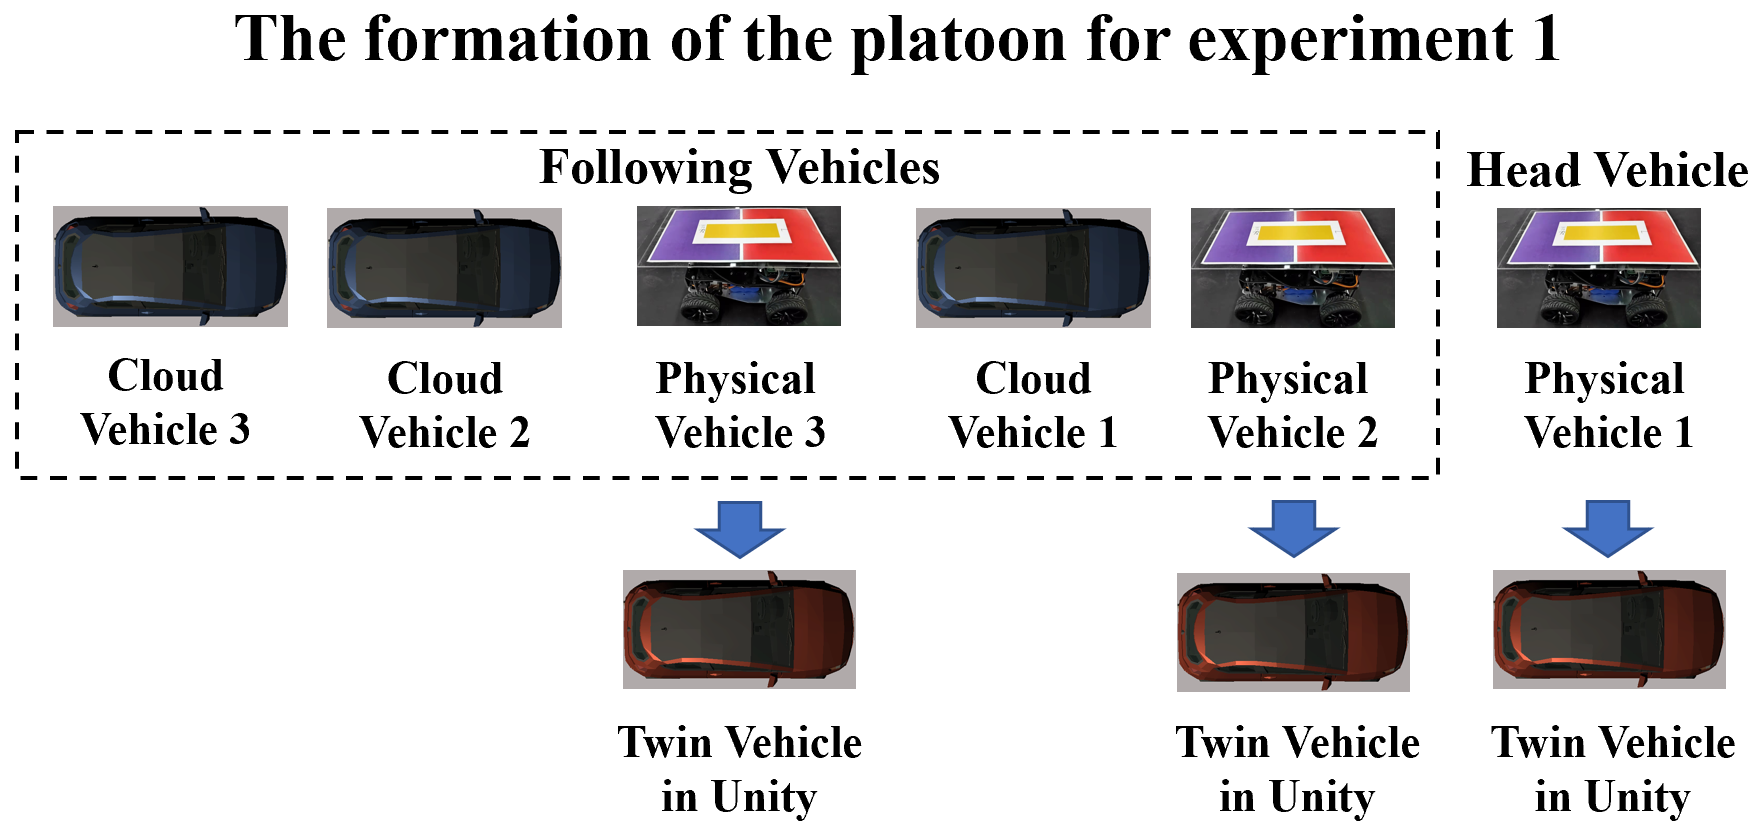 The formation of the platoon for experiment 1
Following Vehicles
Head Vehicle
Cloud
Vehicle 3
Cloud
Vehicle 2
Physical
Vehicle 3
Cloud
Vehicle 1
Physical
Vehicle 2
Physical
Vehicle 1
Twin Vehicle
in Unity
Twin Vehicle
in Unity
Twin Vehicle
in Unity